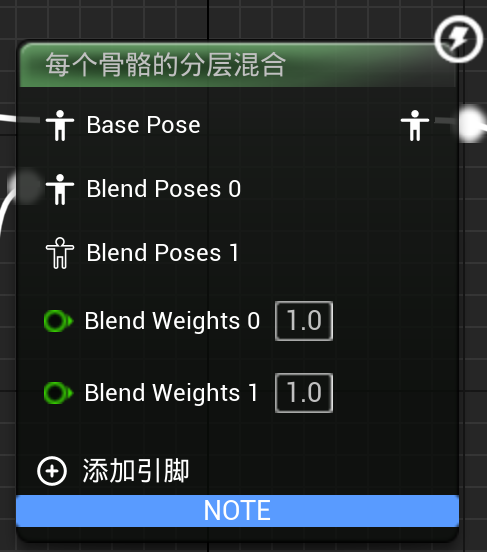 每个骨骼的分层混合
Base Pose
Blend Poses 0
Blend Poses 1
Blend Weights 0 1.0
Blend Weights 1 1.0
添加引脚
NOTE